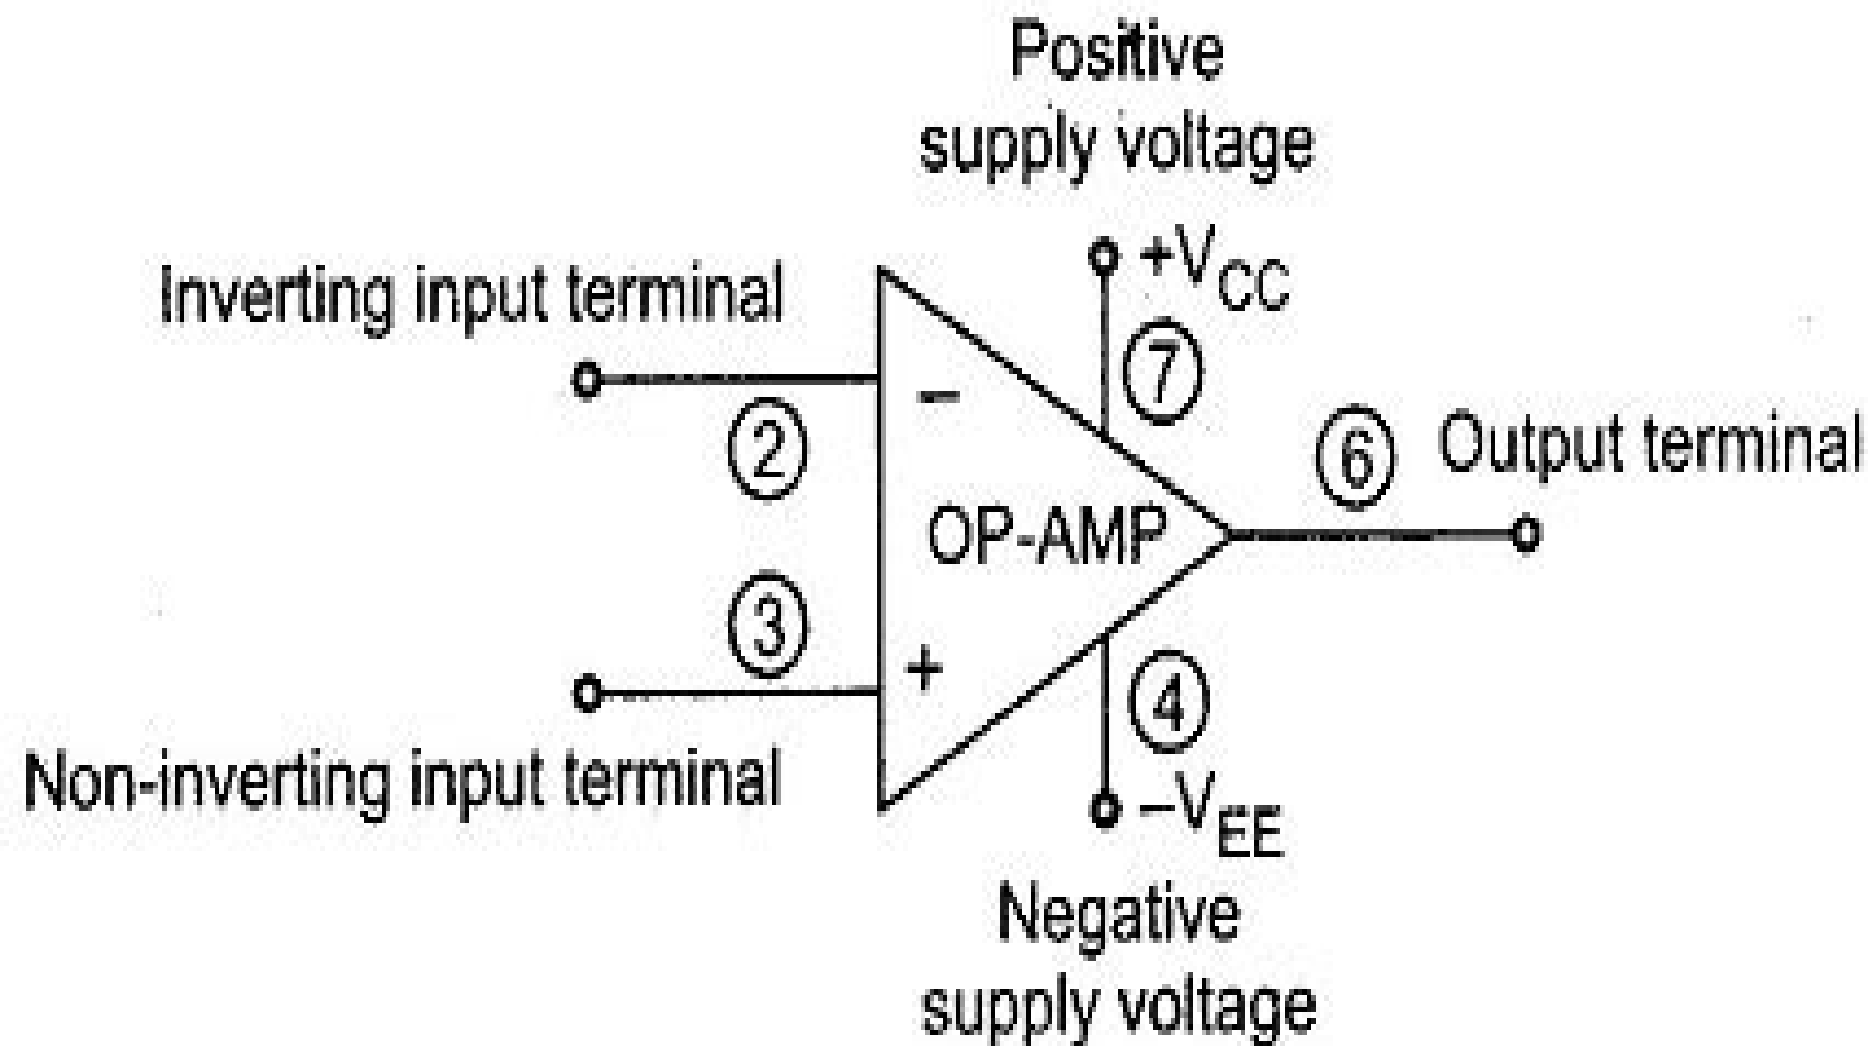 Positive
supply voltage
+VCC
Inverting input terminal
7
−
2
6
Output terminal
OP-AMP
3
+
4
Non-inverting input terminal
−VEE
Negative
supply voltage